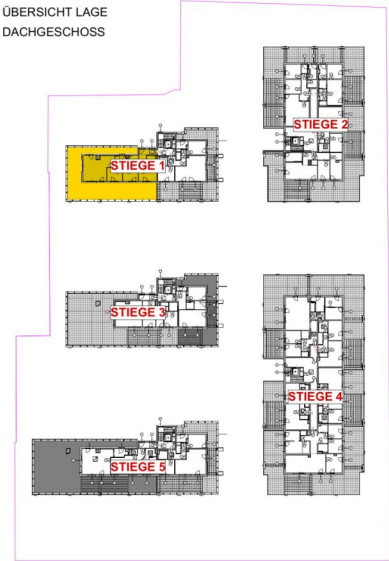 ÜBERSICHT LAGE
DACHGESCHOSS
STIEGE 2
STIEGE 1
STIEGE 3
STIEGE 4
STIEGE 5